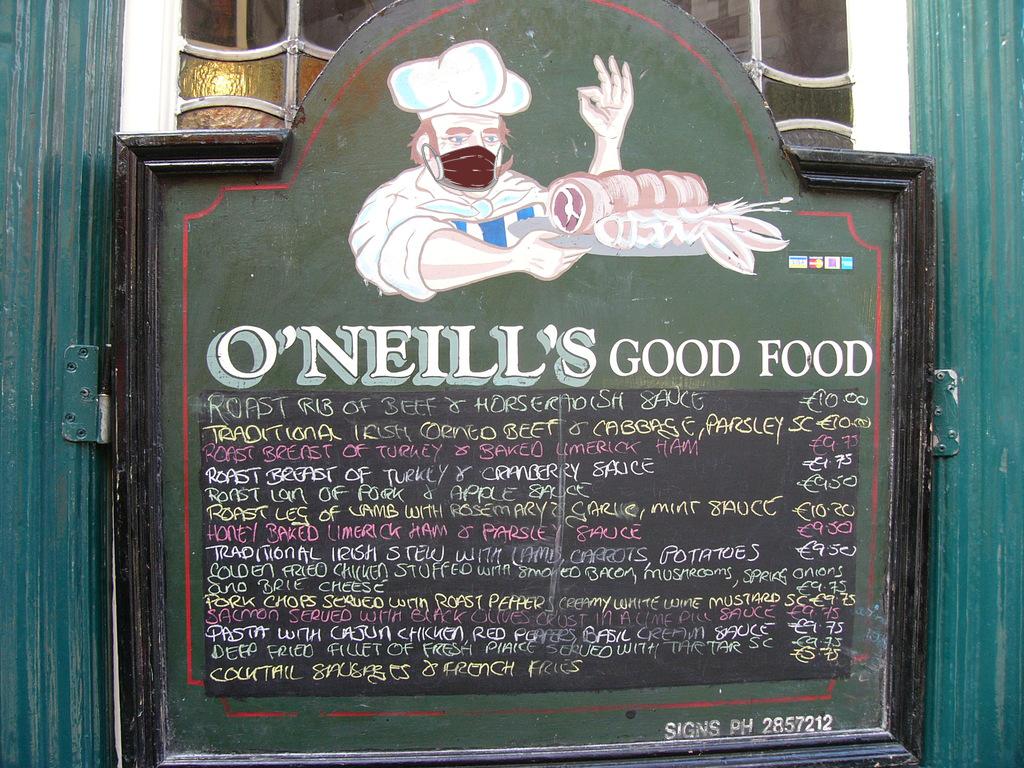 O'NEILL'S GOOD FOOD
ROAST RIB OF BEEF & HORSERADISH SAUCE €10.00
TRADITIONAL IRISH CORNED BEEF & CABBAGE, PARSLEY SC €10.00
ROAST BREAST OF TURKEY & BAKED LIMERICK HAM €9.75
ROAST BREAST OF TURKEY & CRANBERRY SAUCE €9.75
ROAST LOIN OF PORK & APPLE SAUCE €9.50
ROAST LEG OF LAMB WITH ROSEMARY & GARLIC, MINT SAUCE €10.20
HONEY BAKED LIMERICK HAM & PARSLEY SAUCE €9.50
TRADITIONAL IRISH STEW WITH LAMB, CARROTS, POTATOES €9.50
GOLDEN FRIED CHICKEN STUFFED WITH SMOKED BACON, MUSHROOMS, SPRING ONIONS
AND BRIE CHEESE €9.75
PORK CHOPS SERVED WITH ROAST PEPPERS CREAMY WHITE WINE MUSTARD SC €9.75
SALMON SERVED WITH BLACK OLIVES CRUST IN A LIME DILL SAUCE €9.75
PASTA WITH CAJUN CHICKEN, RED PEPPERS, BASIL CREAM SAUCE €9.75
DEEP FRIED FILLET OF FRESH PLAICE SERVED WITH TARTAR SC €9.75
COCKTAIL SAUSAGES & FRENCH FRIES
SIGNS PH 2857212